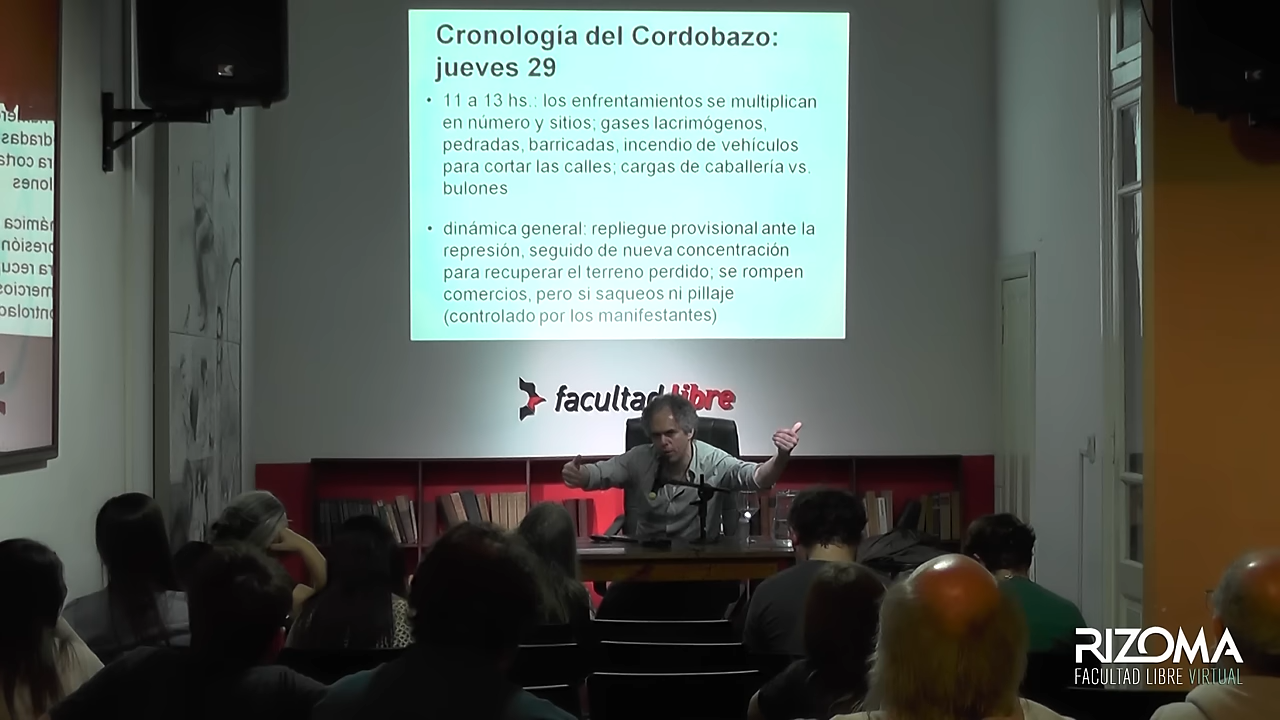 Cronología del Cordobazo:
jueves 29
• 11 a 13 hs.: los enfrentamientos se multiplican
en número y sitios; gases lacrimógenos,
pedradas, barricadas, incendio de vehículos
para cortar las calles; cargas de caballería vs.
bulones
• dinámica general: repliegue provisional ante la
represión, seguido de nueva concentración
para recuperar el terreno perdido; se rompen
comercios, pero si saqueos ni pillaje
(controlado por los manifestantes)
facultad libre
RIZOMA
FACULTAD LIBRE VIRTUAL